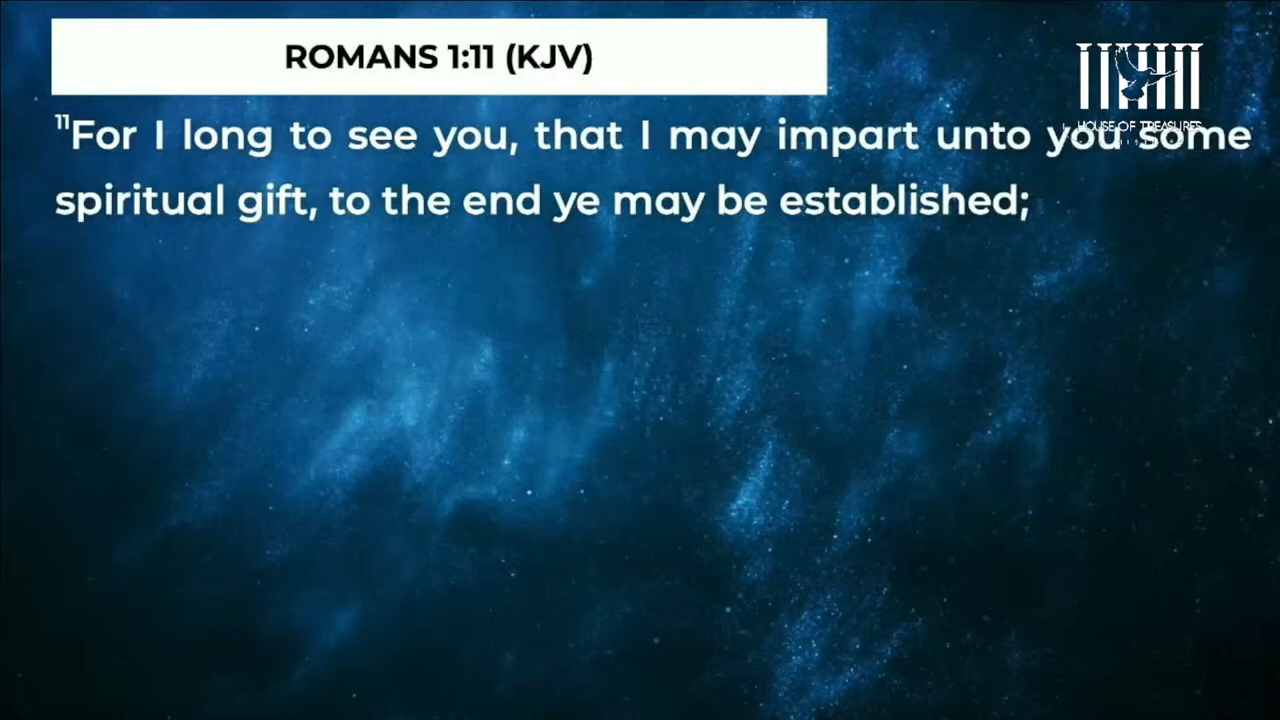 ROMANS 1:11 (KJV)
HOUSE OF TREASURES
11For I long to see you, that I may impart unto you some
spiritual gift, to the end ye may be established;